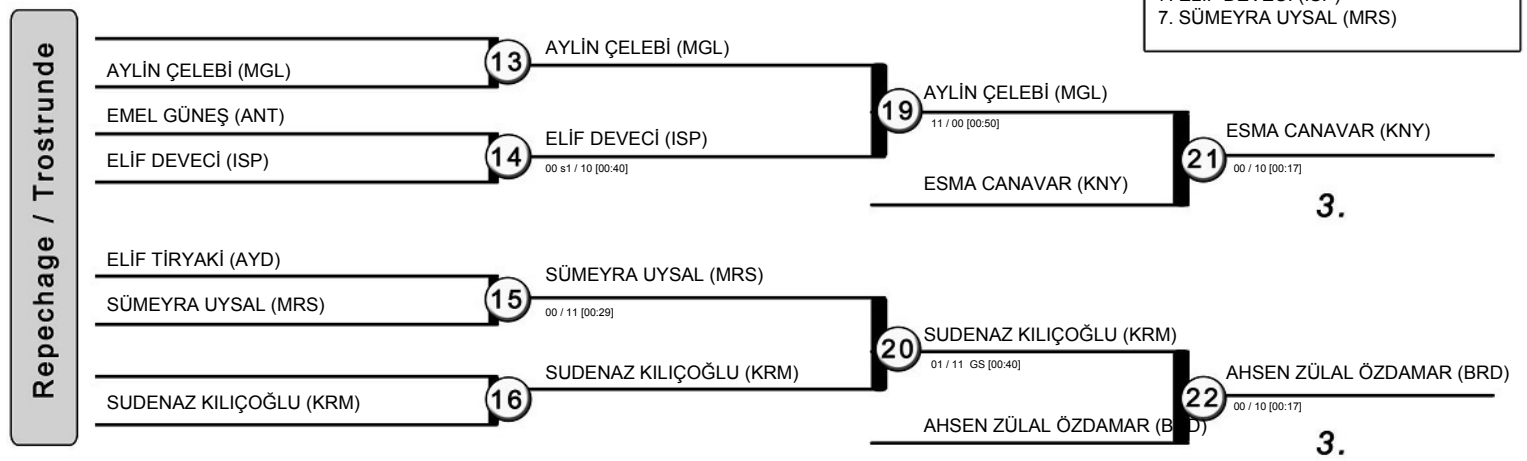 7. SÜMEYRA UYSAL (MRS)
Repechage / Trostrunde
AYLİN ÇELEBİ (MGL)
13
AYLİN ÇELEBİ (MGL)
EMEL GÜNEŞ (ANT)
ELİF DEVECİ (ISP)
14
ELİF DEVECİ (ISP)
00 s1 / 10 [00:40]
19
AYLİN ÇELEBİ (MGL)
11 / 00 [00:50]
ESMA CANAVAR (KNY)
21
ESMA CANAVAR (KNY)
00 / 10 [00:17]
3.
ELİF TİRYAKİ (AYD)
SÜMEYRA UYSAL (MRS)
15
SÜMEYRA UYSAL (MRS)
00 / 11 [00:29]
SUDENAZ KILIÇOĞLU (KRM)
16
SUDENAZ KILIÇOĞLU (KRM)
20
SUDENAZ KILIÇOĞLU (KRM)
01 / 11 GS [00:40]
AHSEN ZÜLAL ÖZDAMAR
22
AHSEN ZÜLAL ÖZDAMAR (BRD)
00 / 10 [00:17]
3.